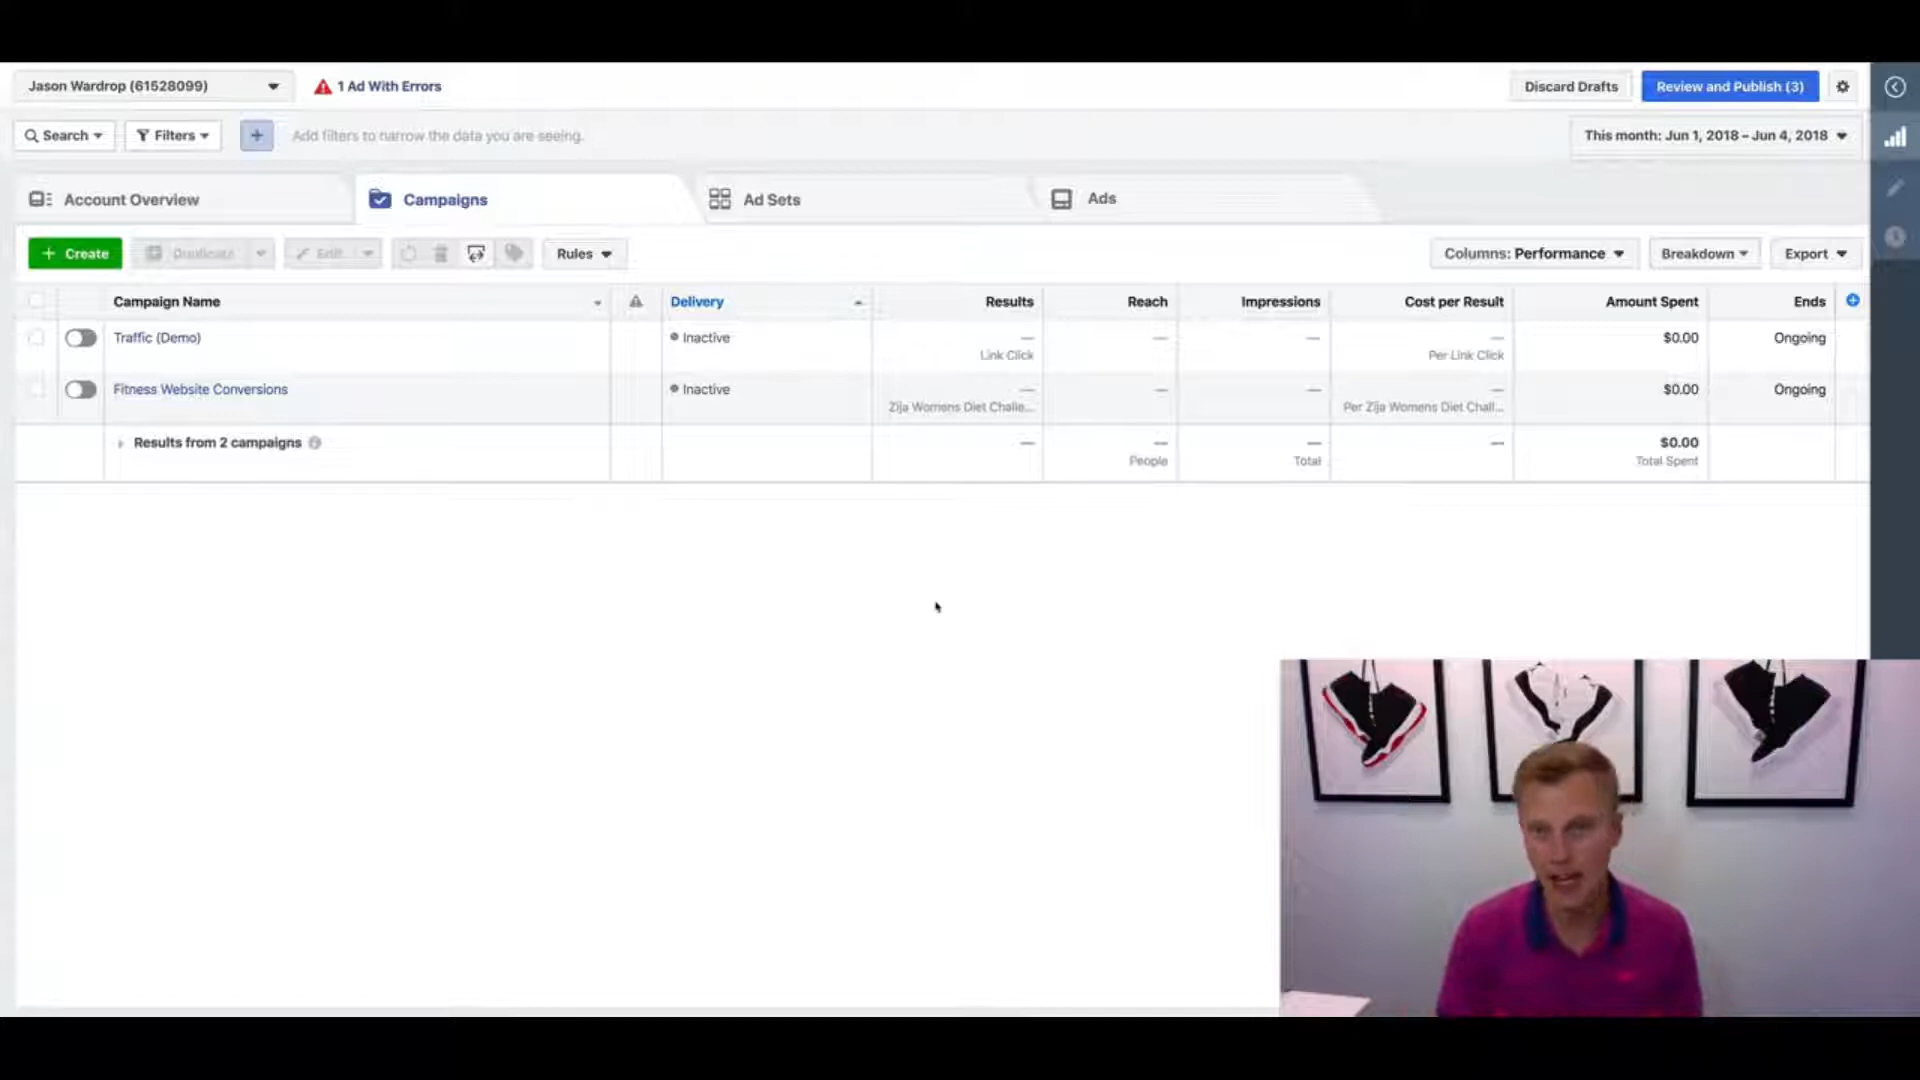 Jason Wardrop (61528099)
1 Ad With Errors
Discard Drafts
Review and Publish (3)
Search
Filters
+
Add filters to narrow the data you are seeing.
This month: Jun 1, 2018 – Jun 4, 2018
Account Overview
Campaigns
Ad Sets
Ads
+ Create
Duplicate
Edit
Rules
Columns: Performance
Breakdown
Export
Campaign Name
Delivery
Results
Reach
Impressions
Cost per Result
Amount Spent
Ends
Traffic (Demo)
Inactive
—
—
—
—
$0.00
Ongoing
Link Click
Per Link Click
Fitness Website Conversions
Inactive
—
—
—
—
$0.00
Ongoing
Zija Womens Diet Challe...
Per Zija Womens Diet Chall...
Results from 2 campaigns
—
—
—
—
$0.00
People
Total
Total Spent